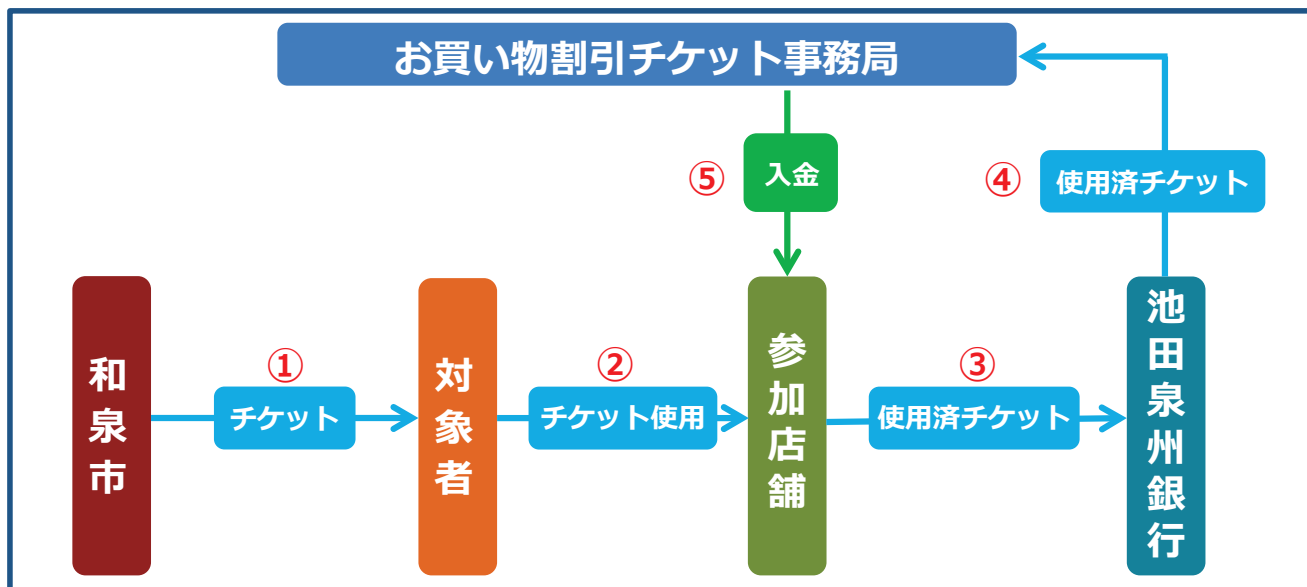 お買い物割引チケット事務局
⑤
入金
④
使用済チケット
和泉市
①
チケット
対象者
②
チケット使用
参加店舗
③
使用済チケット
池田泉州銀行